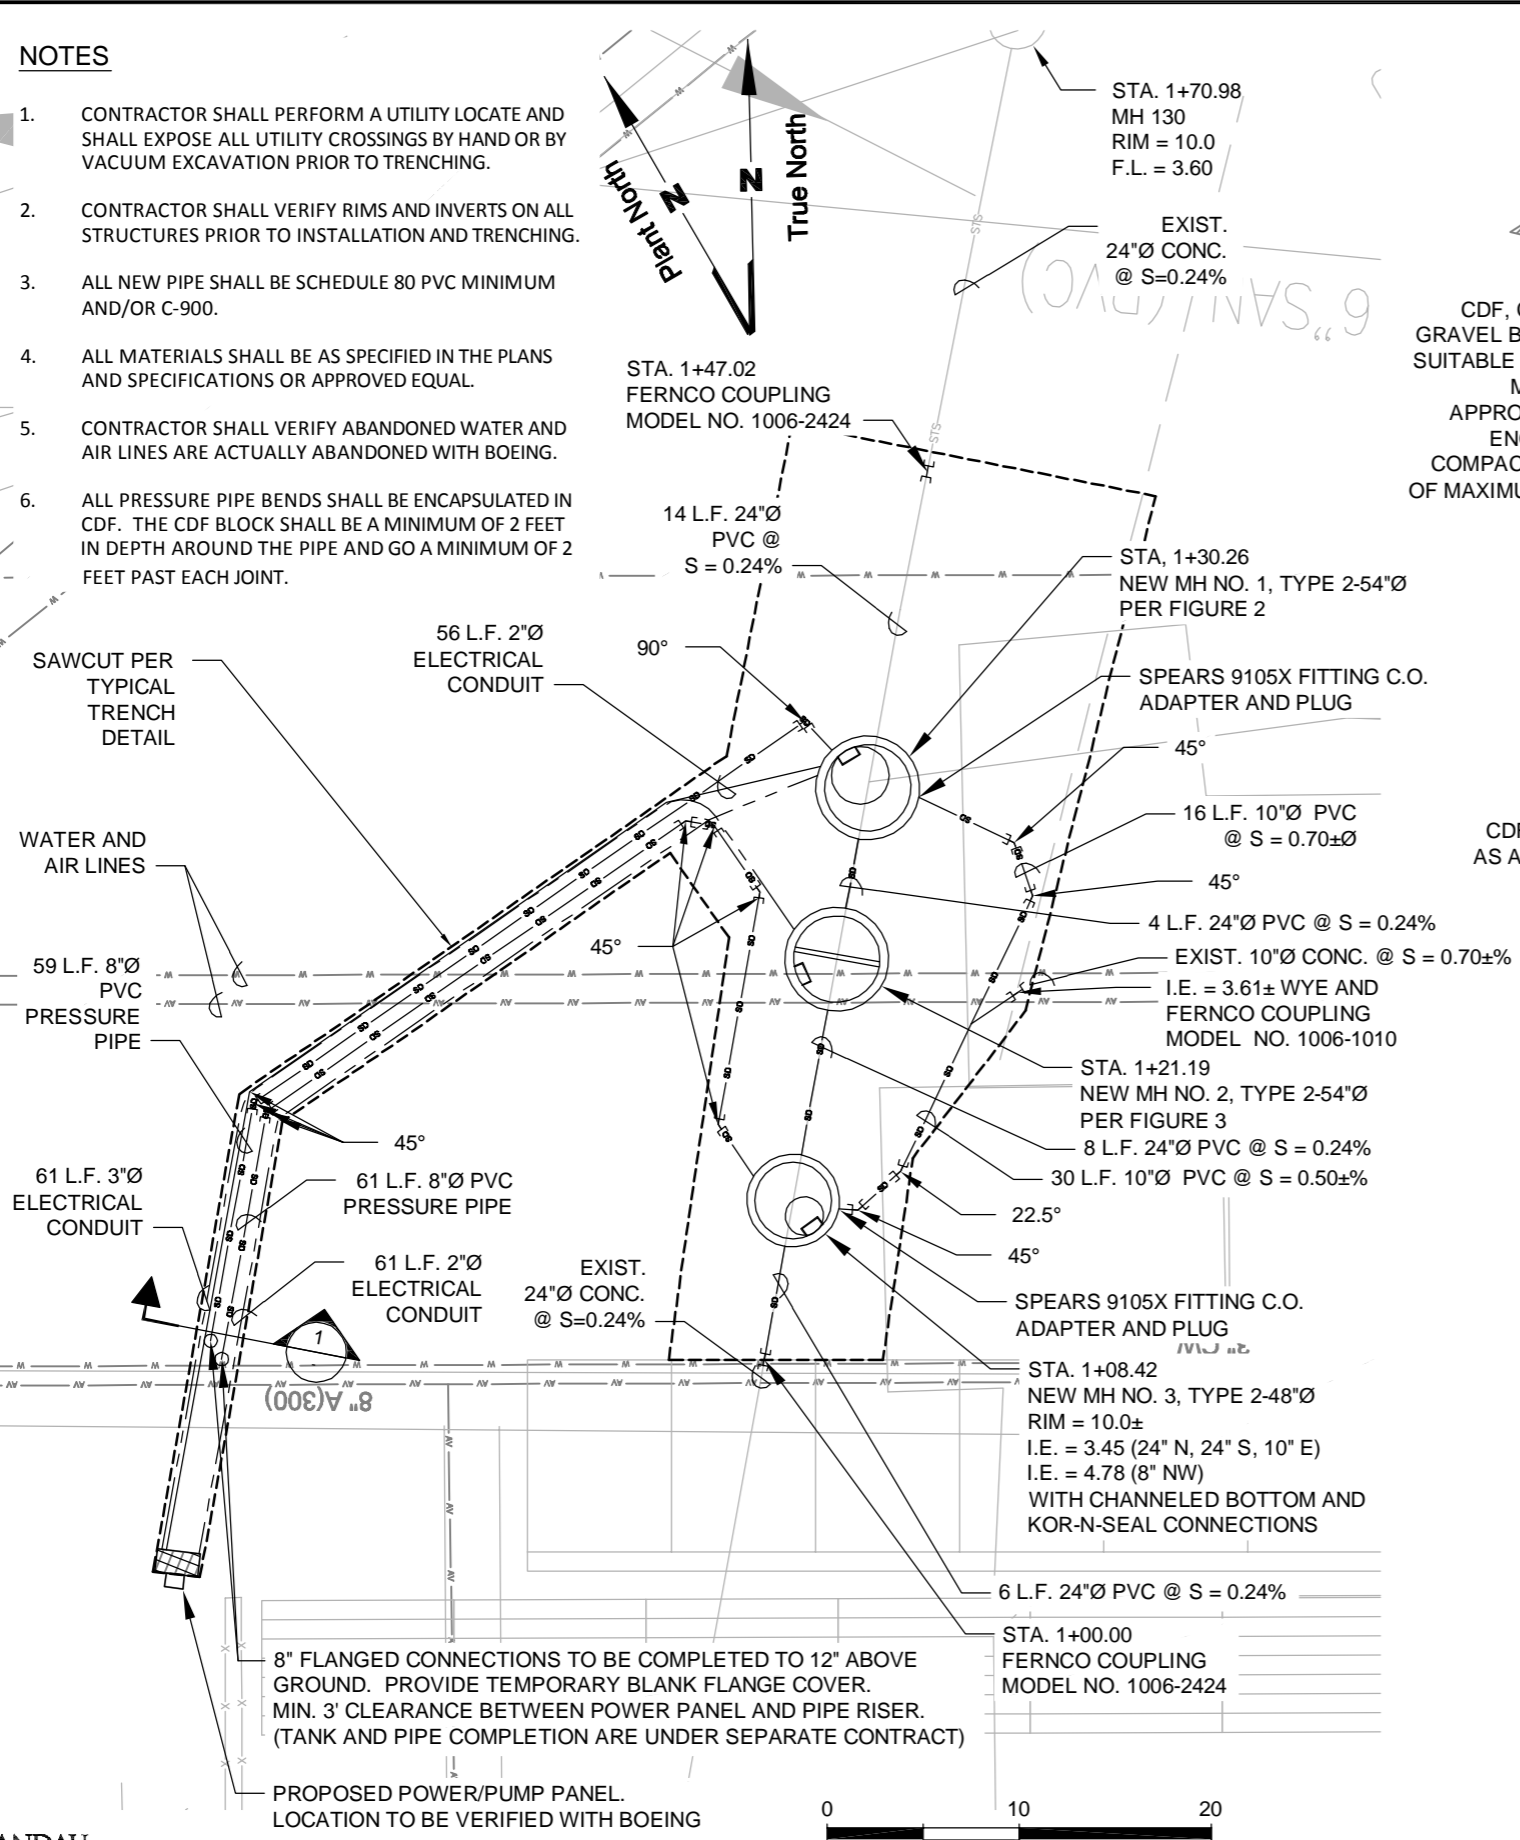 NOTES
1. CONTRACTOR SHALL PERFORM A UTILITY LOCATE AND
SHALL EXPOSE ALL UTILITY CROSSINGS BY HAND OR BY
VACUUM EXCAVATION PRIOR TO TRENCHING.
2. CONTRACTOR SHALL VERIFY RIMS AND INVERTS ON ALL
STRUCTURES PRIOR TO INSTALLATION AND TRENCHING.
3. ALL NEW PIPE SHALL BE SCHEDULE 80 PVC MINIMUM
AND/OR C-900.
4. ALL MATERIALS SHALL BE AS SPECIFIED IN THE PLANS
AND SPECIFICATIONS OR APPROVED EQUAL.
5. CONTRACTOR SHALL VERIFY ABANDONED WATER AND
AIR LINES ARE ACTUALLY ABANDONED WITH BOEING.
6. ALL PRESSURE PIPE BENDS SHALL BE ENCAPSULATED IN
CDF. THE CDF BLOCK SHALL BE A MINIMUM OF 2 FEET
IN DEPTH AROUND THE PIPE AND GO A MINIMUM OF 2
FEET PAST EACH JOINT.
Plant North
N
True North
N
STA. 1+70.98
MH 130
RIM = 10.0
F.L. = 3.60
EXIST.
24"Ø CONC.
@ S=0.24%
6"SAN (PVC)
CDF,
GRAVEL
SUITABLE
APPRO
EN
COMPAC
OF MAXIMU
STA. 1+47.02
FERNCO COUPLING
MODEL NO. 1006-2424
14 L.F. 24"Ø
PVC @
S = 0.24%
STA, 1+30.26
NEW MH NO. 1, TYPE 2-54"Ø
PER FIGURE 2
56 L.F. 2"Ø
ELECTRICAL
CONDUIT
90°
SAWCUT PER
TYPICAL
TRENCH
DETAIL
SPEARS 9105X FITTING C.O.
ADAPTER AND PLUG
45°
16 L.F. 10"Ø PVC
@ S = 0.70±Ø
CDF
AS A
WATER AND
AIR LINES
45°
4 L.F. 24"Ø PVC @ S = 0.24%
45°
EXIST. 10"Ø CONC. @ S = 0.70±%
59 L.F. 8"Ø
PVC
PRESSURE
PIPE
I.E. = 3.61± WYE AND
FERNCO COUPLING
MODEL NO. 1006-1010
STA. 1+21.19
NEW MH NO. 2, TYPE 2-54"Ø
PER FIGURE 3
45°
8 L.F. 24"Ø PVC @ S = 0.24%
61 L.F. 3"Ø
ELECTRICAL
CONDUIT
61 L.F. 8"Ø PVC
PRESSURE PIPE
30 L.F. 10"Ø PVC @ S = 0.50±%
22.5°
45°
61 L.F. 2"Ø
ELECTRICAL
CONDUIT
EXIST.
24"Ø CONC.
@ S=0.24%
SPEARS 9105X FITTING C.O.
ADAPTER AND PLUG
1
3" CW
8" A(300)
STA. 1+08.42
NEW MH NO. 3, TYPE 2-48"Ø
RIM = 10.0±
I.E. = 3.45 (24" N, 24" S, 10" E)
I.E. = 4.78 (8" NW)
WITH CHANNELED BOTTOM AND
KOR-N-SEAL CONNECTIONS
6 L.F. 24"Ø PVC @ S = 0.24%
STA. 1+00.00
FERNCO COUPLING
MODEL NO. 1006-2424
8" FLANGED CONNECTIONS TO BE COMPLETED TO 12" ABOVE
GROUND. PROVIDE TEMPORARY BLANK FLANGE COVER.
MIN. 3' CLEARANCE BETWEEN POWER PANEL AND PIPE RISER.
(TANK AND PIPE COMPLETION ARE UNDER SEPARATE CONTRACT)
PROPOSED POWER/PUMP PANEL.
LOCATION TO BE VERIFIED WITH BOEING
0 10 20